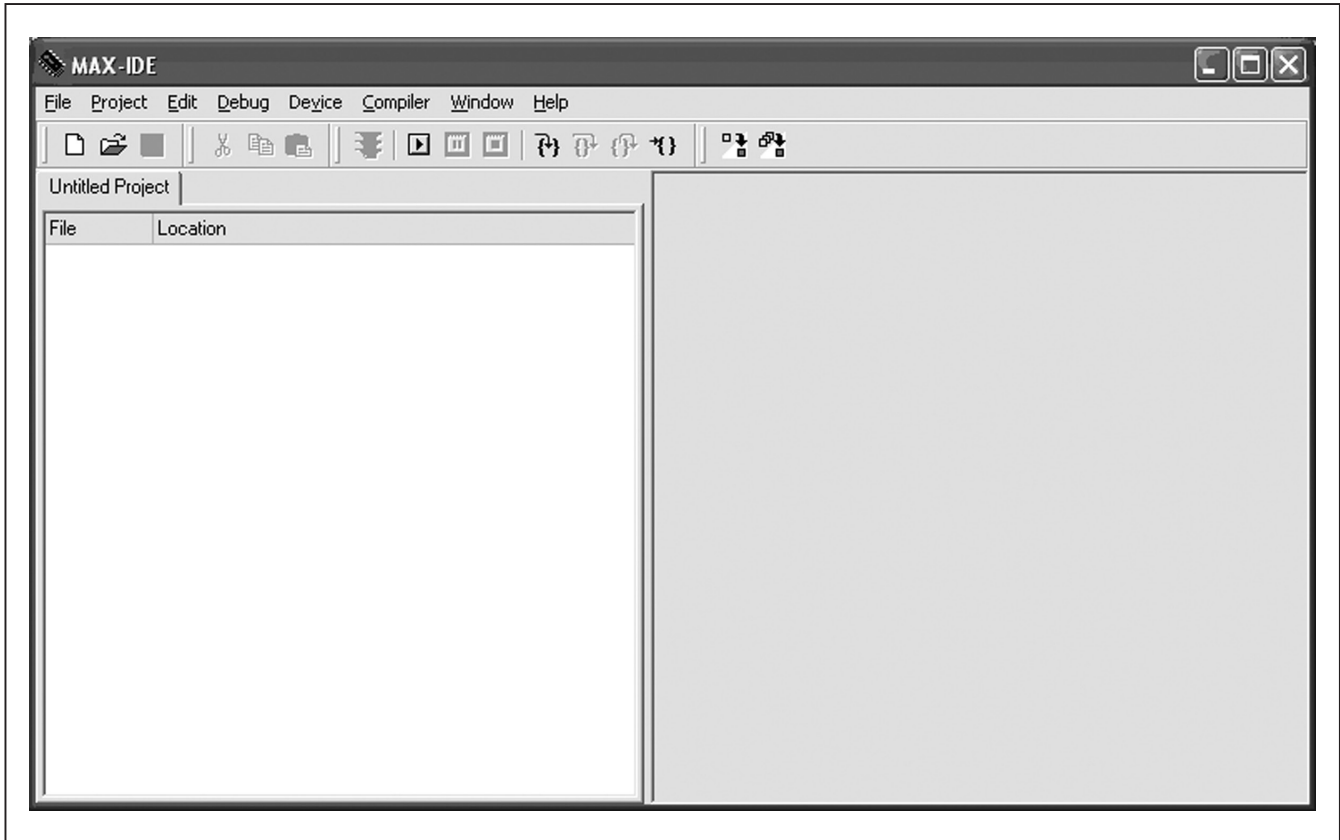 MAX-IDE
File Project Edit Debug Device Compiler Window Help
Untitled Project
File Location